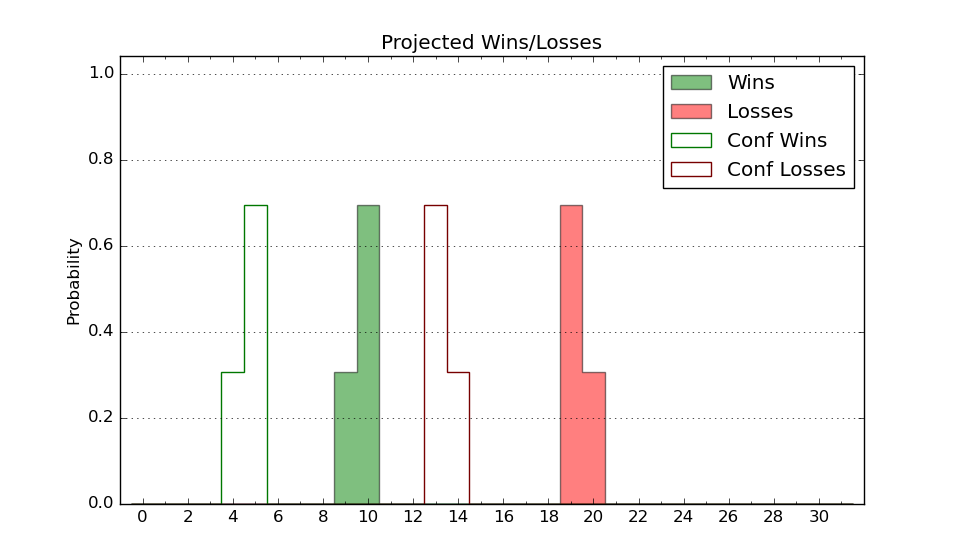 Projected Wins/Losses
1.0
0.8
0.6
0.4
0.2
0.0
Probability
Wins
Losses
Conf Wins
Conf Losses
0 2 4 6 8 10 12 14 16 18 20 22 24 26 28 30